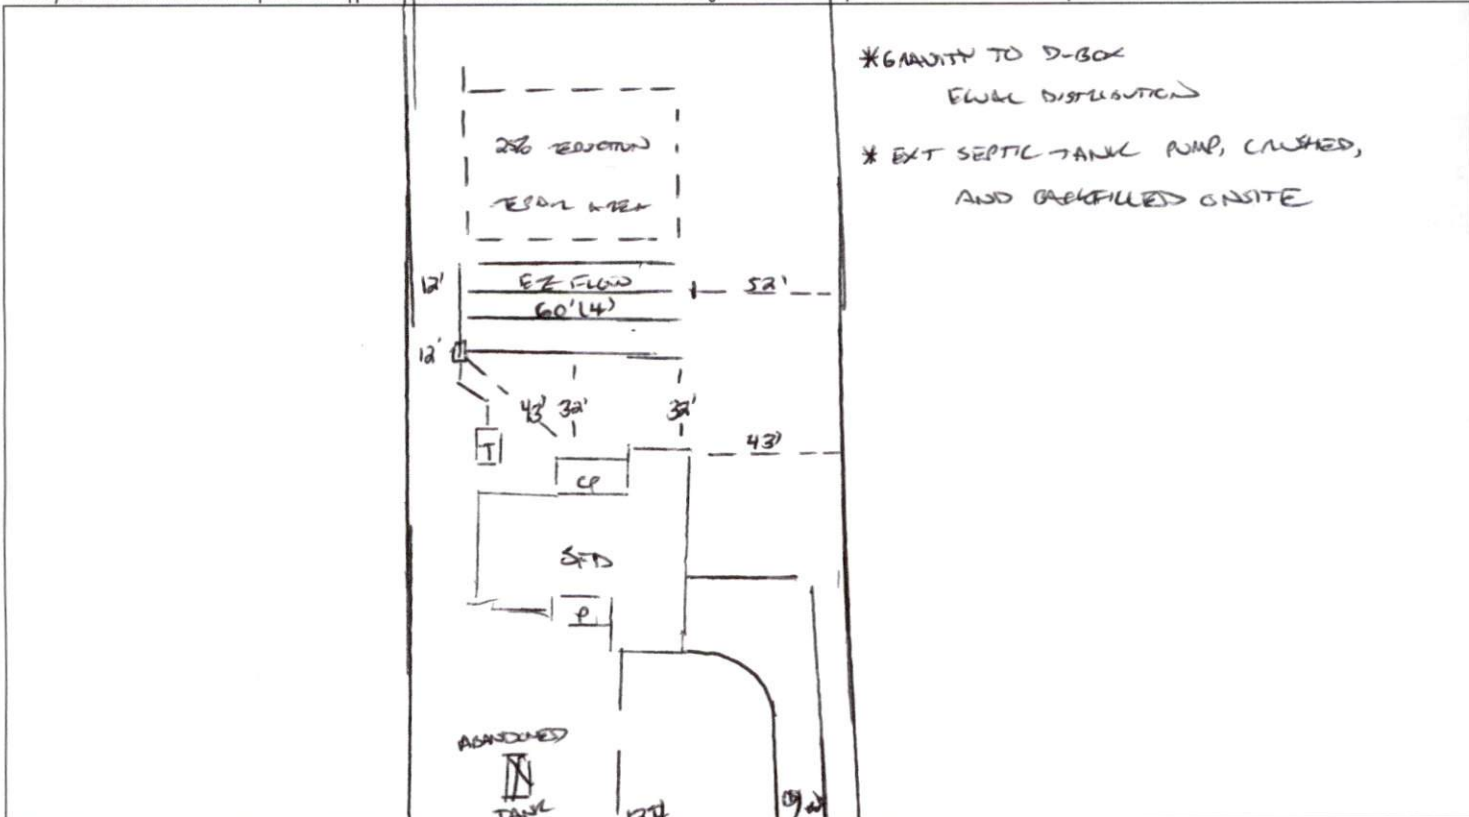 *GRAVITY TO D-BOX
EQUAL DISTRIBUTION
* EXT SEPTIC TANK PUMP, CRUSHED,
AND BACKFILLED ONSITE
25% REDUCTION
REPAIR AREA
12'
EZ FLOW
52'
60'(4)
12'
43' 32'
32'
43'
T
CP
SFD
P
ABANDONED
TANK